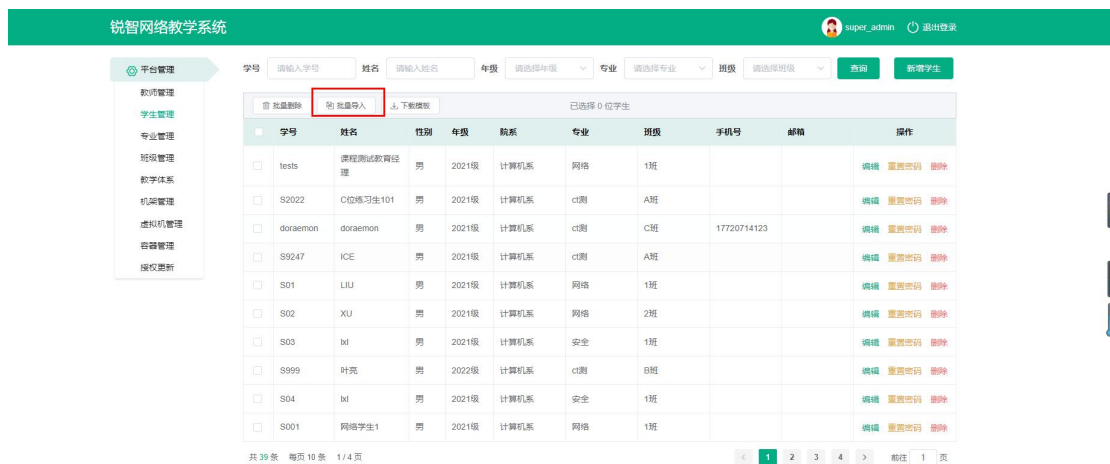 锐智网络教学系统 super_admin 退出登录
平台管理
教师管理
学生管理
专业管理
班级管理
教学体系
机架管理
虚拟机管理
容器管理
授权更新
学号 请输入学号 姓名 请输入姓名 年级 请选择年级 专业 请选择专业 班级 请选择班级 查询 新增学生
批量删除 批量导入 下载模板 已选择 0 位学生
学号 姓名 性别 年级 院系 专业 班级 手机号 邮箱 操作
tests 课程测试教育经理 男 2021级 计算机系 网络 1班 编辑 重置密码 删除
S2022 C位练习生101 男 2021级 计算机系 ct测 A班 编辑 重置密码 删除
doraemon doraemon 男 2021级 计算机系 ct测 C班 17720714123 编辑 重置密码 删除
S9247 ICE 男 2021级 计算机系 ct测 A班 编辑 重置密码 删除
S01 LIU 男 2021级 计算机系 网络 1班 编辑 重置密码 删除
S02 XU 男 2021级 计算机系 网络 2班 编辑 重置密码 删除
S03 lxl 男 2021级 计算机系 安全 1班 编辑 重置密码 删除
S999 叶亮 男 2022级 计算机系 ct测 B班 编辑 重置密码 删除
S04 lxl 男 2021级 计算机系 安全 1班 编辑 重置密码 删除
S001 网络学生1 男 2021级 计算机系 网络 1班 编辑 重置密码 删除
共 39 条 每页 10 条 1 / 4 页 < 1 2 3 4 > 前往 1 页